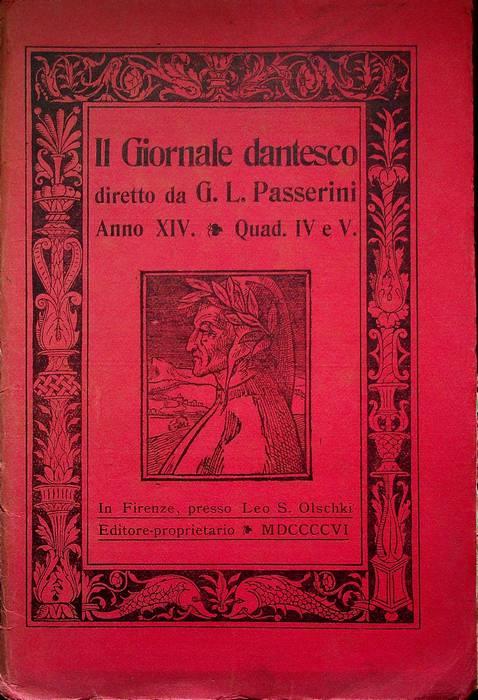 Il Giornale dantesco
diretto da G. L. Passerini
Anno XIV. ❧ Quad. IV e V.
In Firenze, presso Leo S. Olschki
Editore-proprietario ❧ MDCCCCVI